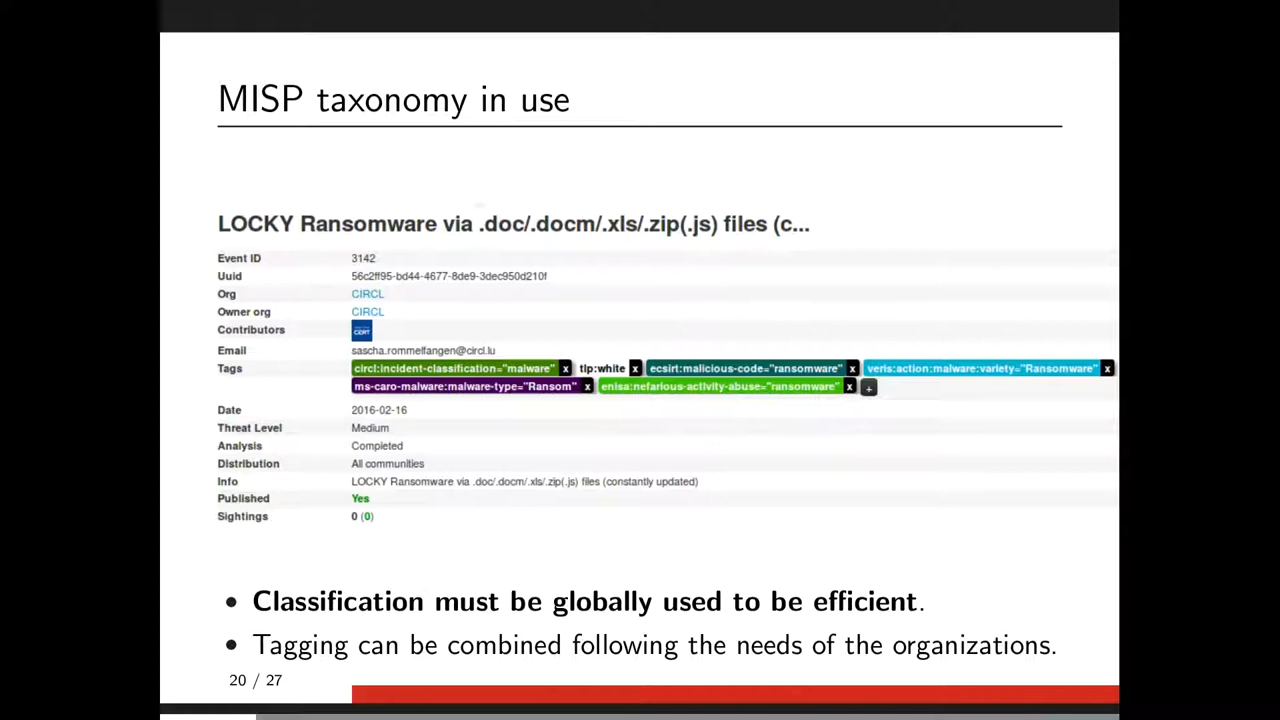 MISP taxonomy in use
LOCKY Ransomware via .doc/.docm/.xls/.zip(.js) files (c...
Event ID 3142
Uuid 56c2ff95-bd44-4677-8de9-3dec950d210f
Org CIRCL
Owner org CIRCL
Contributors CERT
Email sascha.rommelfangen@circl.lu
Tags circl:incident-classification="malware" x tlp:white x ecsirt:malicious-code="ransomware" x veris:action:malware:variety="Ransomware" x
ms-caro-malware:malware-type="Ransom" x enisa:nefarious-activity-abuse="ransomware" x +
Date 2016-02-16
Threat Level Medium
Analysis Completed
Distribution All communities
Info LOCKY Ransomware via .doc/.docm/.xls/.zip(.js) files (constantly updated)
Published Yes
Sightings 0 (0)
• Classification must be globally used to be efficient.
• Tagging can be combined following the needs of the organizations.
20 / 27